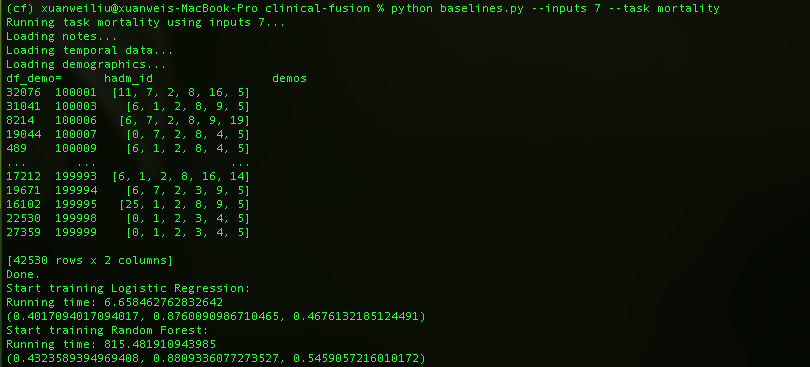 (cf) xuanweiliu@xuanweis-MacBook-Pro clinical-fusion % python baselines.py --inputs 7 --task mortality
Running task mortality using inputs 7...
Loading notes...
Loading temporal data...
Loading demographics...
df_demo=       hadm_id                      demos
32076  100001  [11, 7, 2, 8, 16, 5]
31041  100003    [6, 1, 2, 8, 9, 5]
8214   100006   [6, 7, 2, 8, 9, 19]
19044  100007    [0, 7, 2, 8, 4, 5]
489    100009    [6, 1, 2, 8, 4, 5]
...       ...                   ...
17212  199993  [6, 1, 2, 8, 16, 14]
19671  199994    [6, 7, 2, 3, 9, 5]
16102  199995   [25, 1, 2, 8, 9, 5]
22530  199998    [0, 1, 2, 3, 4, 5]
27359  199999    [0, 1, 2, 3, 4, 5]
[42530 rows x 2 columns]
Done.
Start training Logistic Regression:
Running time: 6.658462762832642
(0.4017094017094017, 0.8760090986710465, 0.4676132185124491)
Start training Random Forest:
Running time: 815.481910943985
(0.4323589394969408, 0.8809336077273527, 0.5459057216010172)